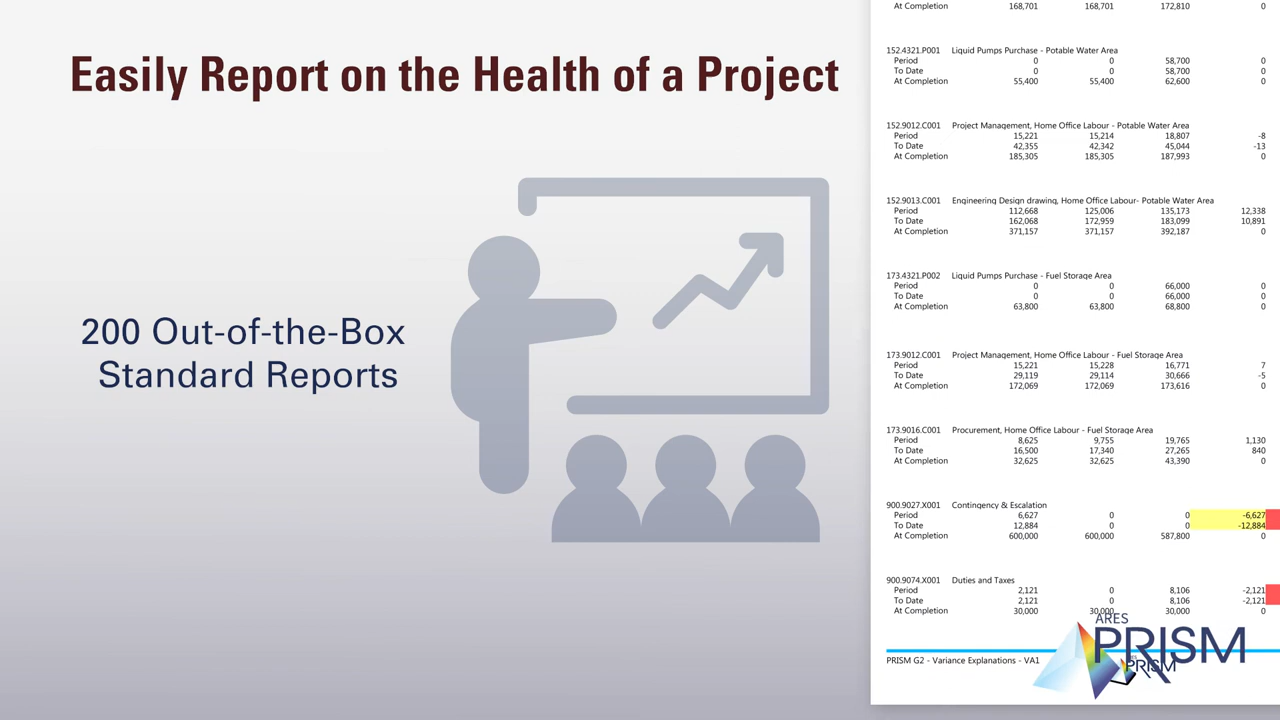 Easily Report on the Health of a Project
200 Out-of-the-Box
Standard Reports
At Completion 168,701 168,701 172,810 0
152.4321.P001 Liquid Pumps Purchase - Potable Water Area
Period 0 0 58,700 0
To Date 0 0 58,700 0
At Completion 55,400 55,400 62,600 0
152.9012.C001 Project Management, Home Office Labour - Potable Water Area
Period 15,221 15,214 18,807 -8
To Date 42,355 42,342 45,044 -13
At Completion 185,305 185,305 187,993 0
152.9013.C001 Engineering Design drawing, Home Office Labour- Potable Water Area
Period 112,668 125,006 135,173 12,338
To Date 162,068 172,959 183,099 10,891
At Completion 371,157 371,157 392,187 0
173.4321.P002 Liquid Pumps Purchase - Fuel Storage Area
Period 0 0 66,000 0
To Date 0 0 66,000 0
At Completion 63,800 63,800 68,800 0
173.9012.C001 Project Management, Home Office Labour - Fuel Storage Area
Period 15,221 15,228 16,771 7
To Date 29,119 29,114 30,666 -5
At Completion 172,069 172,069 173,616 0
173.9016.C001 Procurement, Home Office Labour - Fuel Storage Area
Period 8,625 9,755 19,765 1,130
To Date 16,500 17,340 27,265 840
At Completion 32,625 32,625 43,390 0
900.9027.X001 Contingency & Escalation
Period 6,627 0 0 -6,627
To Date 12,884 0 0 -12,884
At Completion 600,000 600,000 587,800 0
900.9074.X001 Duties and Taxes
Period 2,121 0 8,106 -2,121
To Date 2,121 0 8,106 -2,121
At Completion 30,000 30,000 30,000 0
ARES
PRISM
PRISM G2 - Variance Explanations - VA1
PRISM